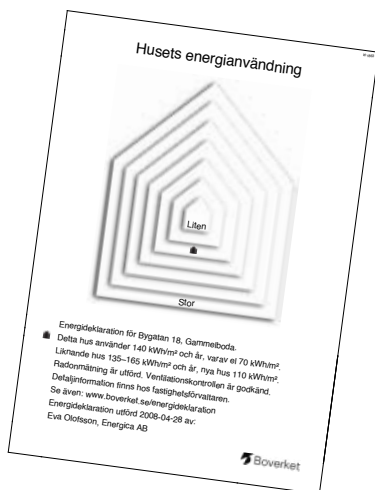 Husets energianvändning
Liten
Stor
Energideklaration för Bygatan 18, Gammelboda.
Detta hus använder 140 kWh/m² och år, varav el 70 kWh/m².
Liknande hus 135–165 kWh/m² och år, nya hus 110 kWh/m².
Radonmätning är utförd. Ventilationskontrollen är godkänd.
Detaljinformation finns hos fastighetsförvaltaren.
Se även: www.boverket.se/energideklaration
Energideklaration utförd 2008-04-28 av:
Eva Olofsson, Energica AB
Boverket